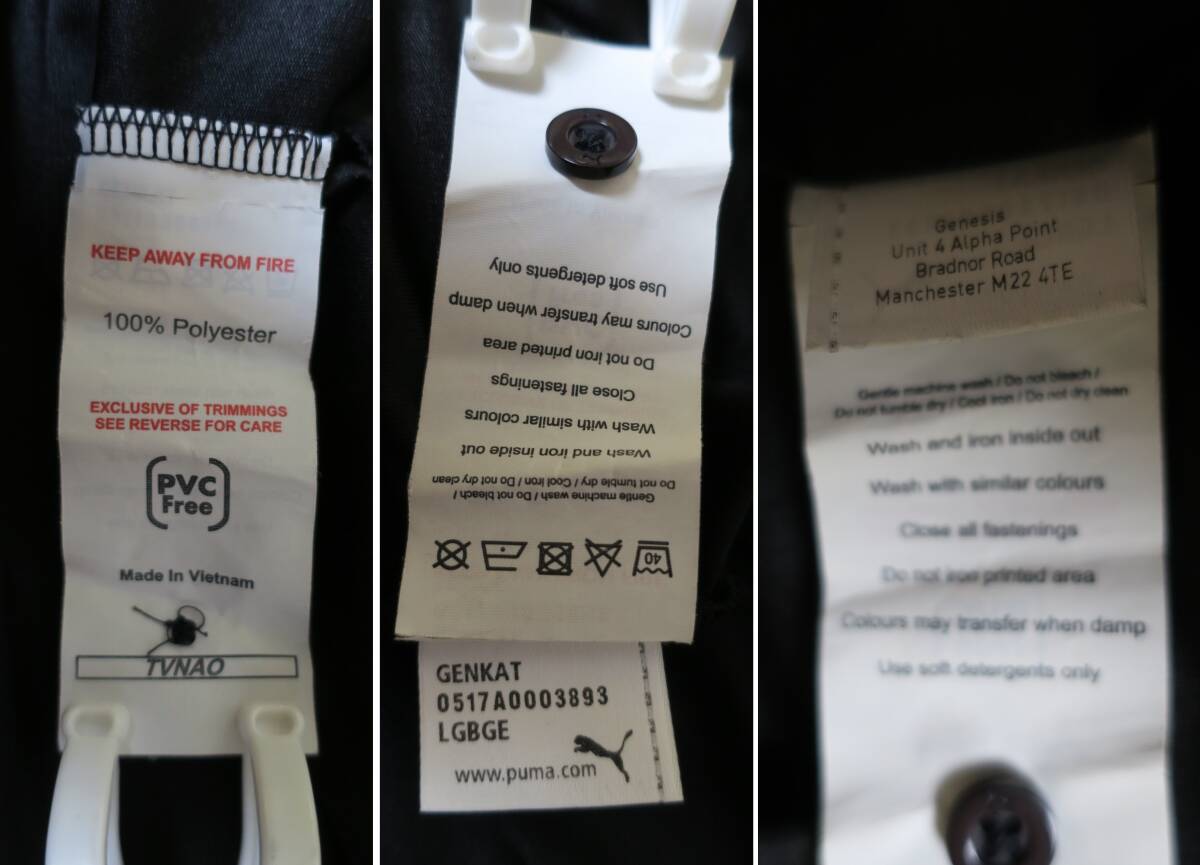 KEEP AWAY FROM FIRE
100% Polyester
EXCLUSIVE OF TRIMMINGS
SEE REVERSE FOR CARE
PVC
Free
Made In Vietnam
TVNAO
40
Gentle machine wash / Do not bleach /
Do not tumble dry / Cool iron / Do not dry clean
Wash and iron inside out
Wash with similar colours
Close all fastenings
Do not iron printed area
Colours may transfer when damp
Use soft detergents only
GENKAT
0517A0003893
LGBGE
www.puma.com
Genesis
Unit 4 Alpha Point
Bradnor Road
Manchester M22 4TE
Gentle machine wash / Do not bleach /
Do not tumble dry / Cool iron / Do not dry clean
Wash and iron inside out
Wash with similar colours
Close all fastenings
Do not iron printed area
Colours may transfer when damp
Use soft detergents only